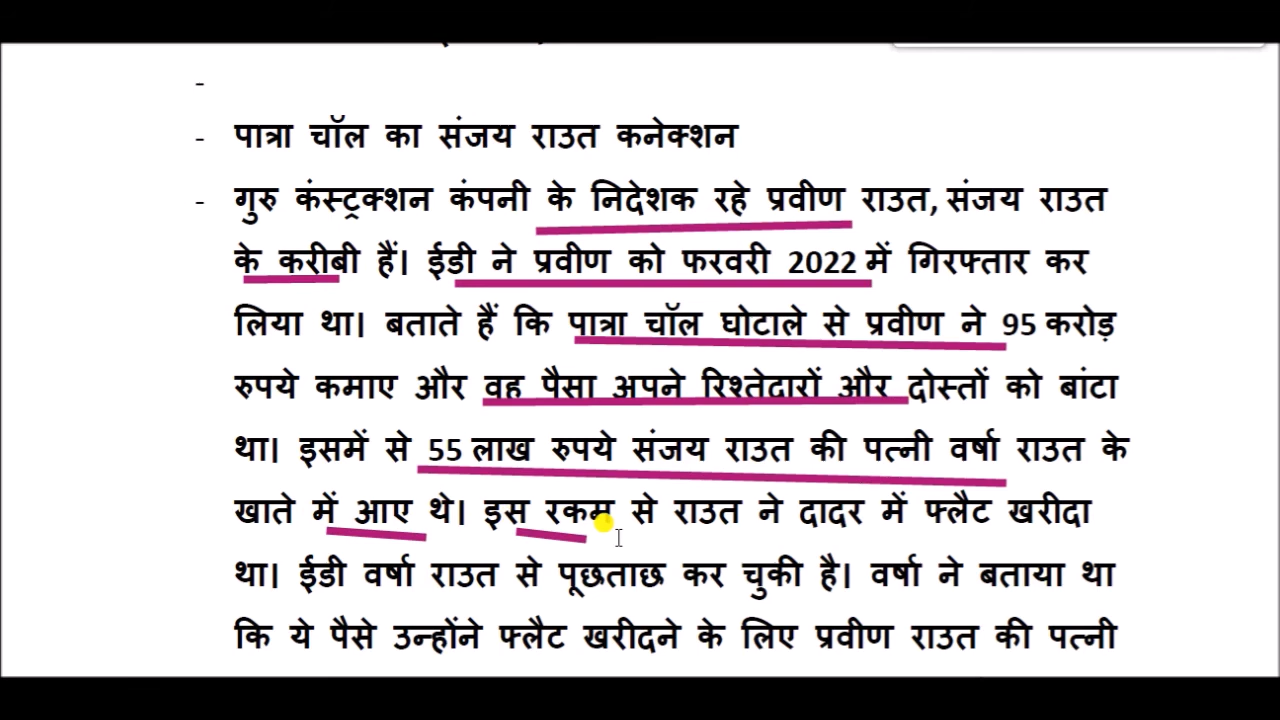 -
- पात्रा चॉल का संजय राउत कनेक्शन
- गुरु कंस्ट्रक्शन कंपनी के निदेशक रहे प्रवीण राउत, संजय राउत
के करीबी हैं। ईडी ने प्रवीण को फरवरी 2022 में गिरफ्तार कर
लिया था। बताते हैं कि पात्रा चॉल घोटाले से प्रवीण ने 95 करोड़
रुपये कमाए और वह पैसा अपने रिश्तेदारों और दोस्तों को बांटा
था। इसमें से 55 लाख रुपये संजय राउत की पत्नी वर्षा राउत के
खाते में आए थे। इस रकम से राउत ने दादर में फ्लैट खरीदा
था। ईडी वर्षा राउत से पूछताछ कर चुकी है। वर्षा ने बताया था
कि ये पैसे उन्होंने फ्लैट खरीदने के लिए प्रवीण राउत की पत्नी